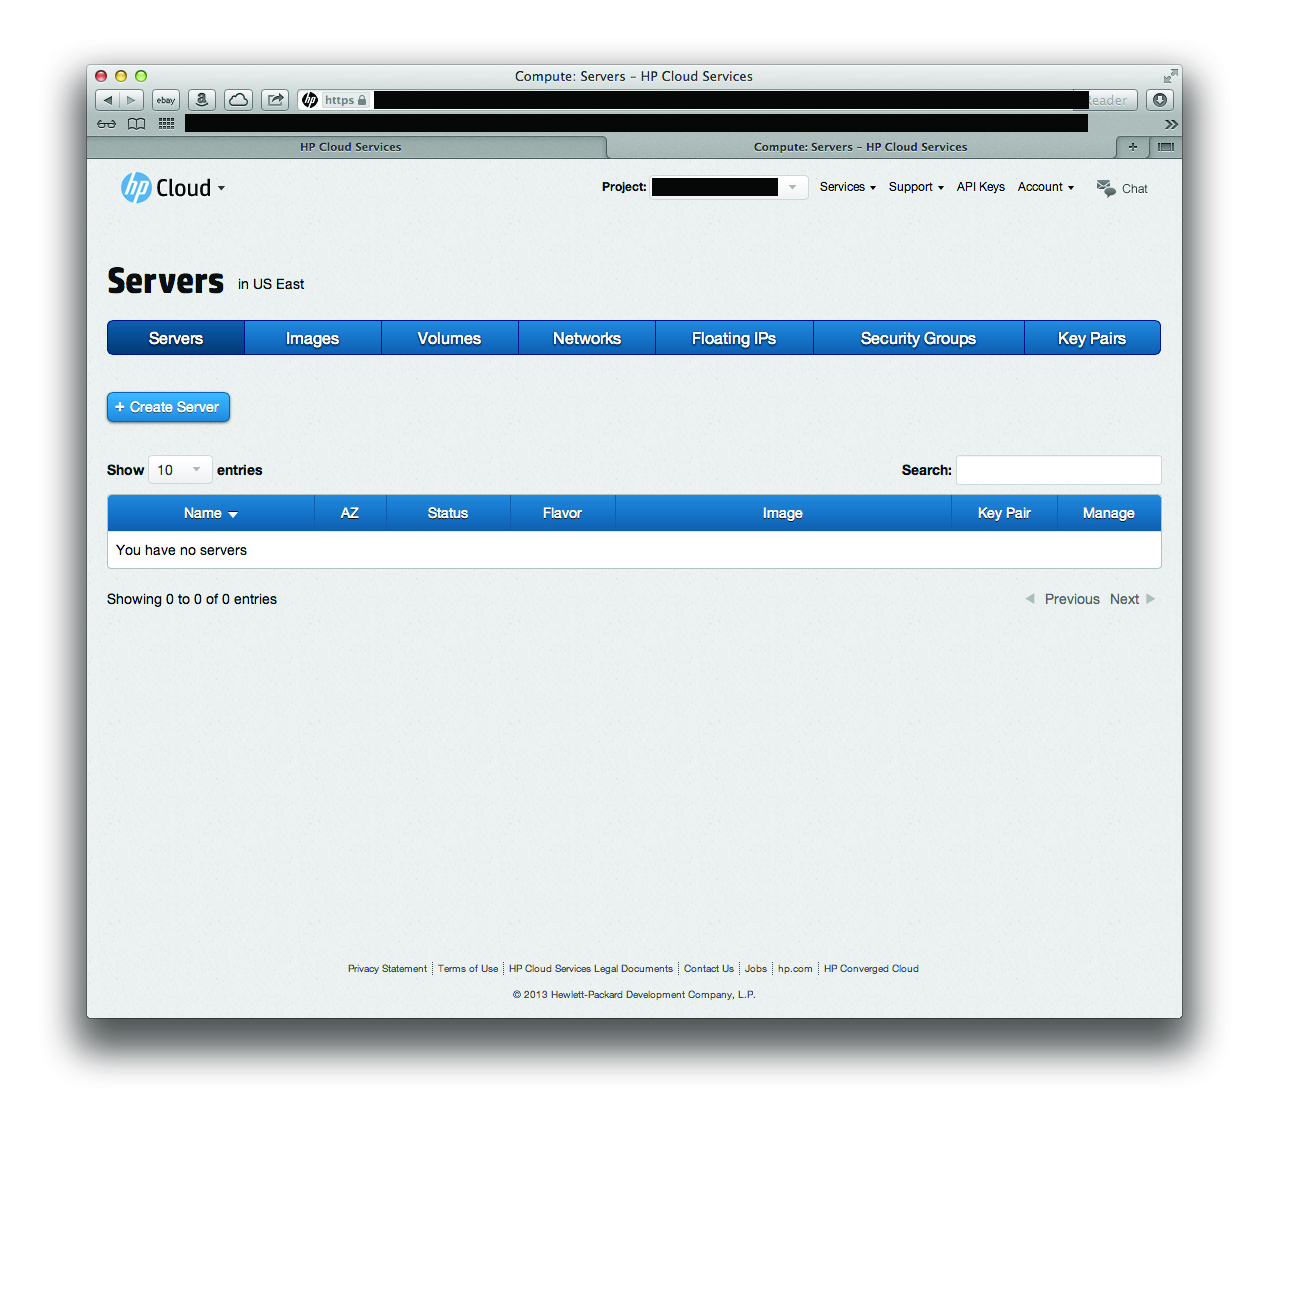 Compute: Servers – HP Cloud Services
ebay a hp https
HP Cloud Services Compute: Servers – HP Cloud Services +
hp Cloud Project: Services Support API Keys Account Chat
Servers in US East
Servers Images Volumes Networks Floating IPs Security Groups Key Pairs
+ Create Server
Show 10 entries Search:
Name AZ Status Flavor Image Key Pair Manage
You have no servers
Showing 0 to 0 of 0 entries Previous Next
Privacy Statement Terms of Use HP Cloud Services Legal Documents Contact Us Jobs hp.com HP Converged Cloud
© 2013 Hewlett-Packard Development Company, L.P.